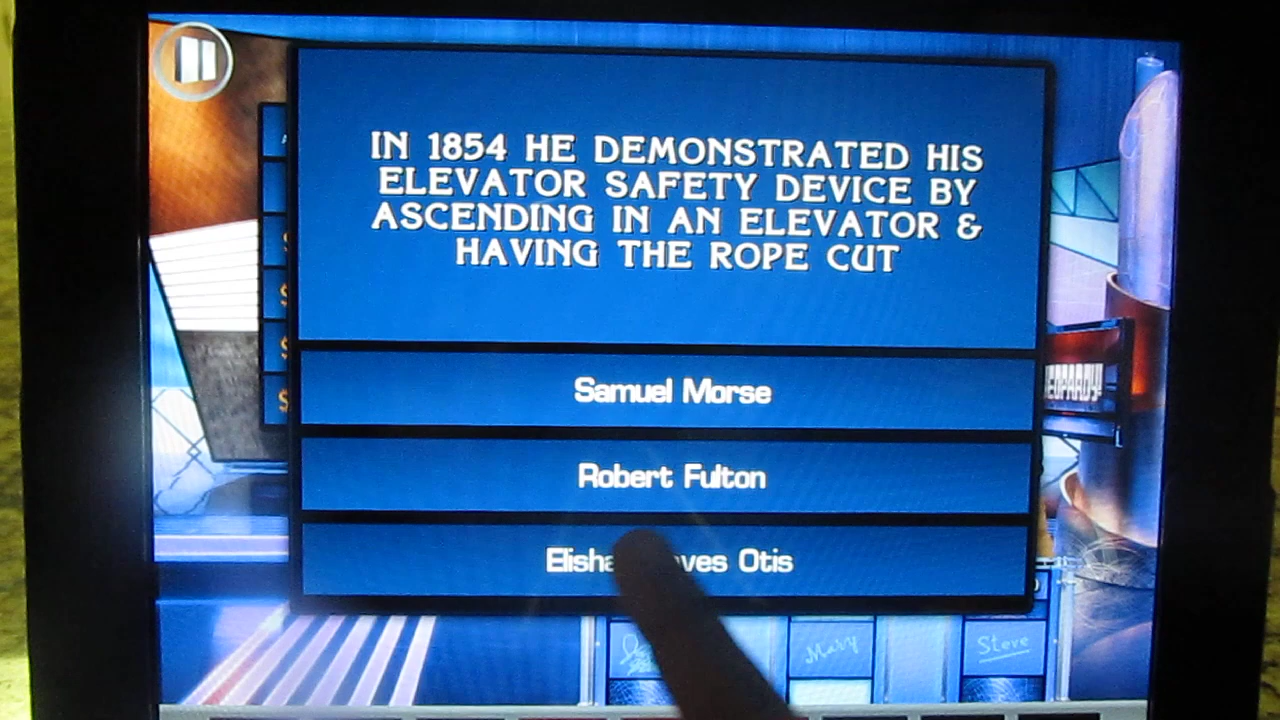 IN 1854 HE DEMONSTRATED HIS
ELEVATOR SAFETY DEVICE BY
ASCENDING IN AN ELEVATOR &
HAVING THE ROPE CUT
Samuel Morse
Robert Fulton
Otis
JEOPARDY!
Mary
Steve
$
$
$